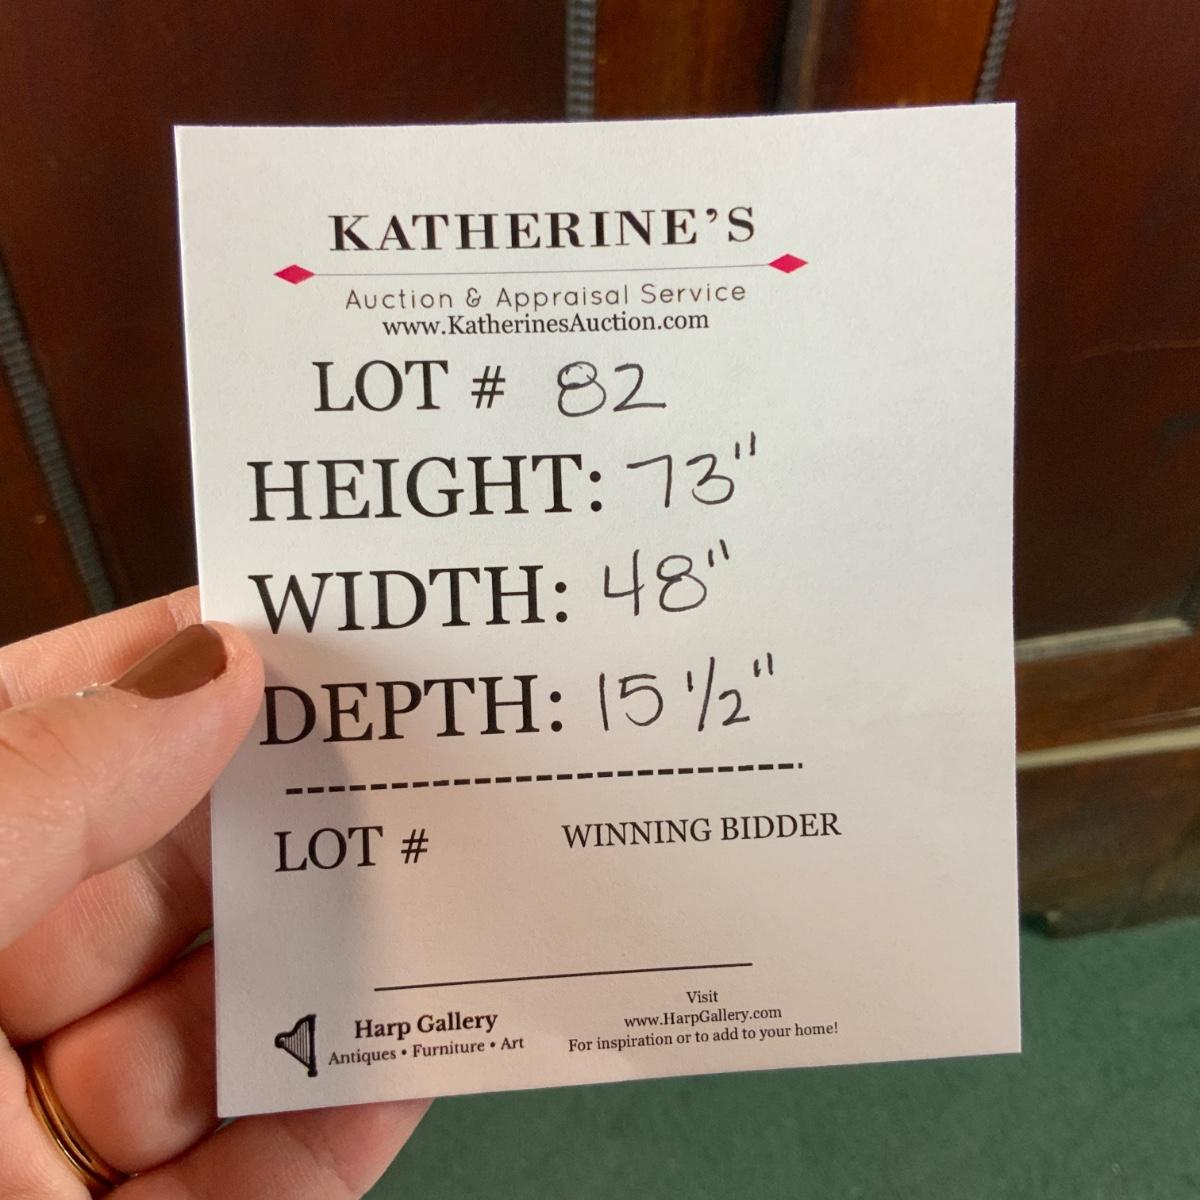 KATHERINE'S
Auction & Appraisal Service
www.KatherinesAuction.com
LOT # 82
HEIGHT: 73"
WIDTH: 48"
DEPTH: 15 1/2"
LOT # WINNING BIDDER
Harp Gallery
Antiques • Furniture • Art
Visit
www.HarpGallery.com
For inspiration or to add to your home!